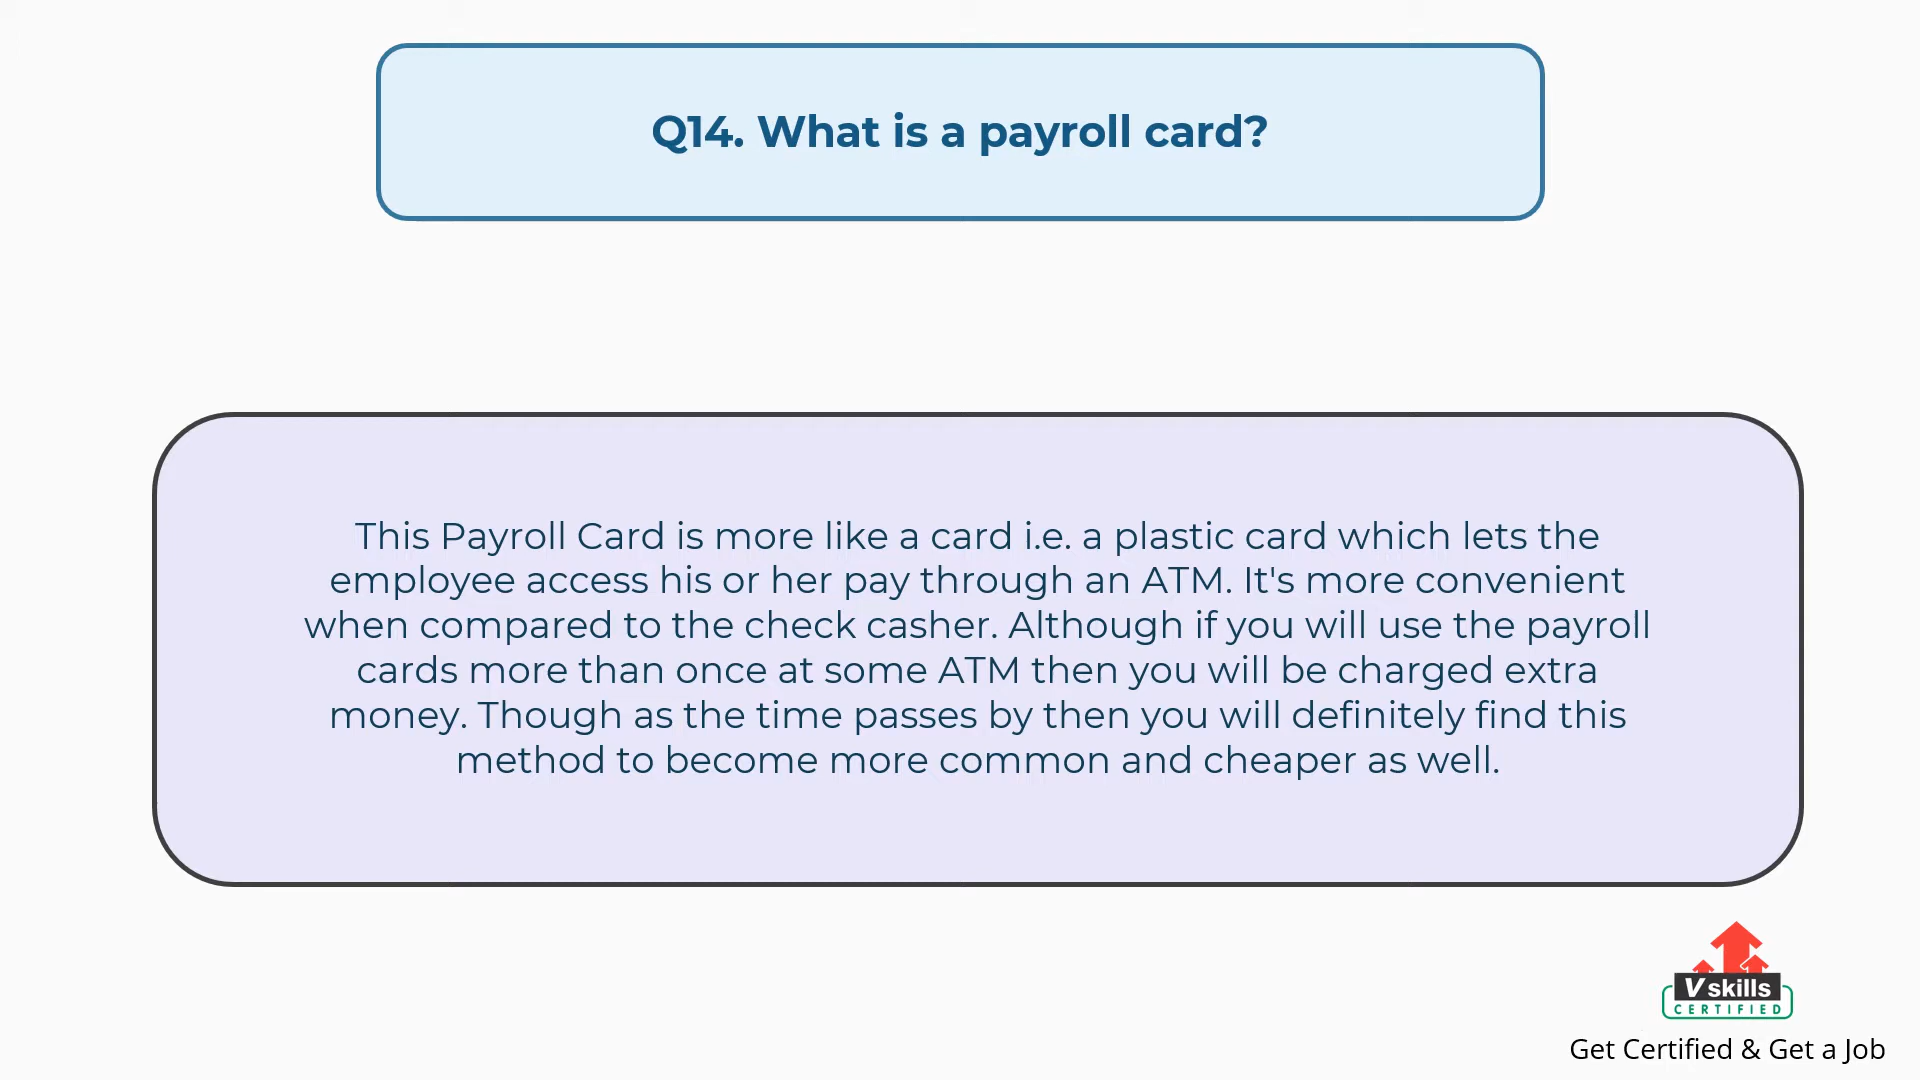 Q14. What is a payroll card?
This Payroll Card is more like a card i.e. a plastic card which lets the
employee access his or her pay through an ATM. It's more convenient
when compared to the check casher. Although if you will use the payroll
cards more than once at some ATM then you will be charged extra
money. Though as the time passes by then you will definitely find this
method to become more common and cheaper as well.
Vskills
CERTIFIED
Get Certified & Get a Job